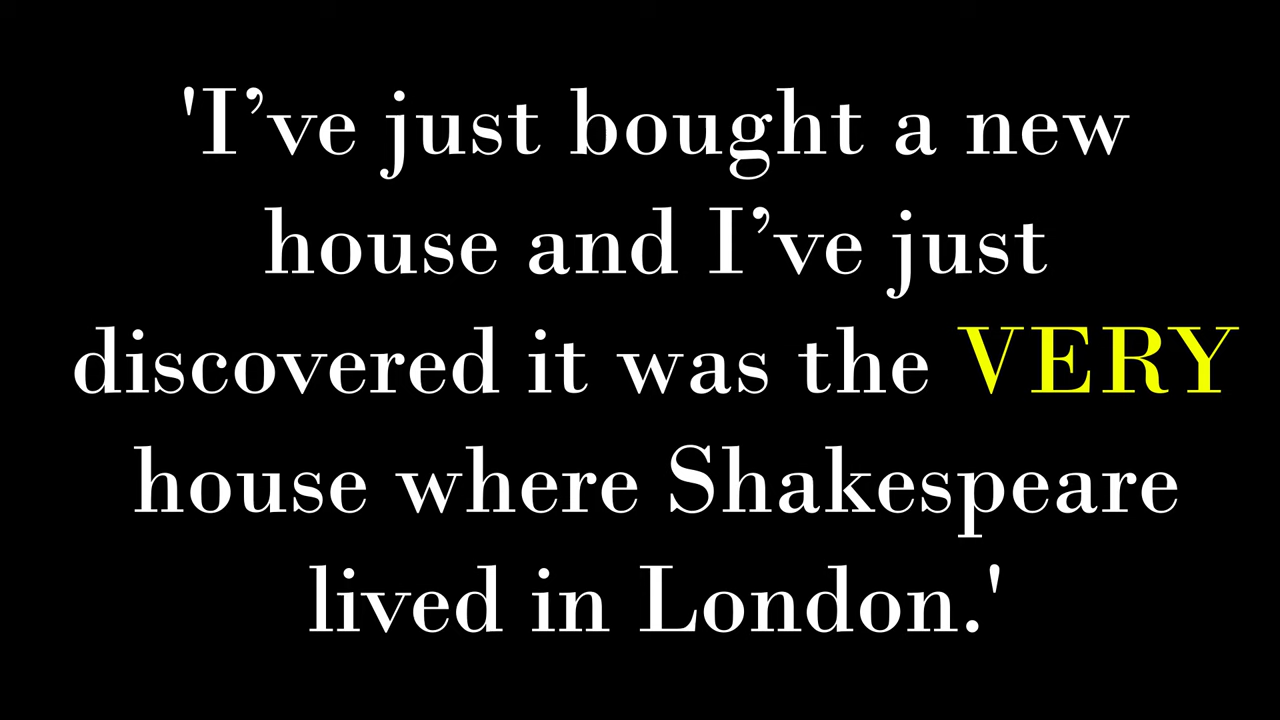 'I’ve just bought a new
house and I’ve just
discovered it was the VERY
house where Shakespeare
lived in London.'